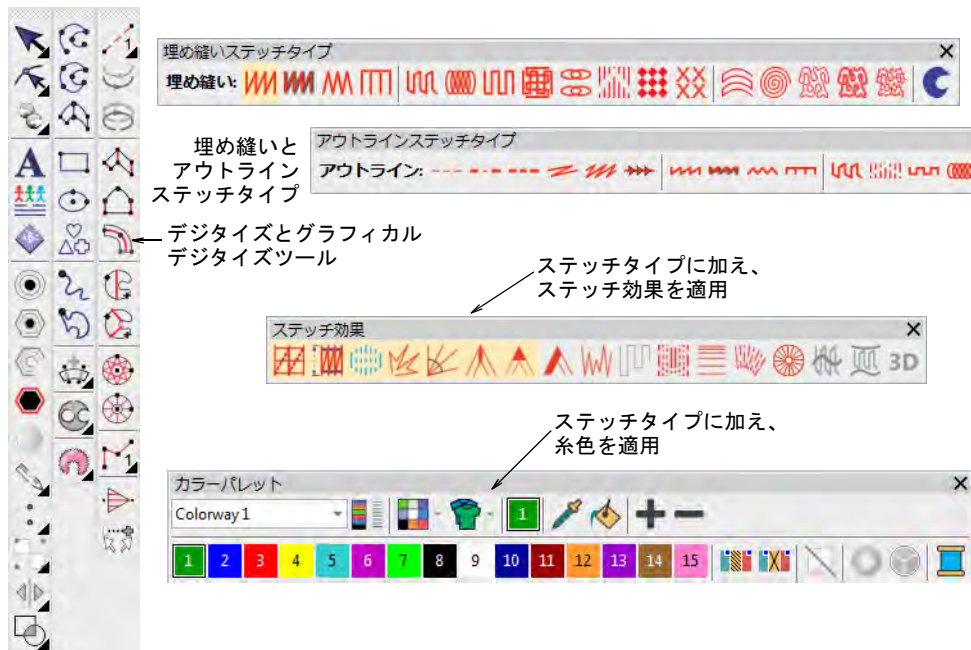 埋め縫いステッチタイプ
埋め縫い:
埋め縫いと
アウトライン
ステッチタイプ
アウトラインステッチタイプ
アウトライン:
A
デジタイズとグラフィカル
デジタイズツール
ステッチタイプに加え、
ステッチ効果を適用
ステッチ効果
3D
ステッチタイプに加え、
糸色を適用
カラーパレット
Colorway 1
1
1 2 3 4 5 6 7 8 9 10 11 12 13 14 15